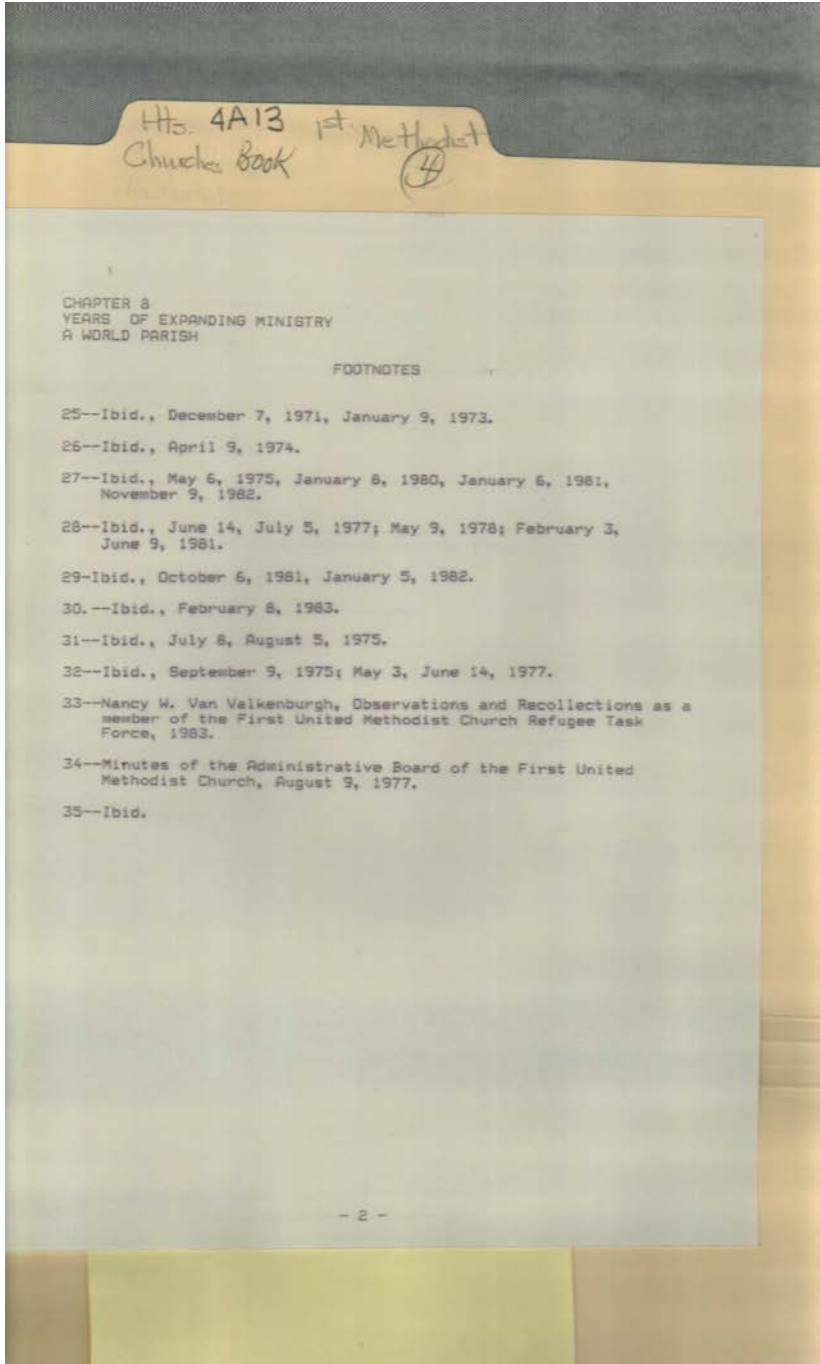 Hts. 4A13 1st. Methodist
Churches Book 4
CHAPTER 8
YEARS OF EXPANDING MINISTRY
A WORLD PARISH
FOOTNOTES
25--Ibid., December 7, 1971, January 9, 1973.
26--Ibid., April 9, 1974.
27--Ibid., May 6, 1975, January 8, 1980, January 6, 1981,
November 9, 1982.
28--Ibid., June 14, July 5, 1977; May 9, 1978; February 3,
June 9, 1981.
29-Ibid., October 6, 1981, January 5, 1982.
30.--Ibid., February 8, 1983.
31--Ibid., July 8, August 5, 1975.
32--Ibid., September 9, 1975; May 3, June 14, 1977.
33--Nancy W. Van Valkenburgh, Observations and Recollections as a
member of the First United Methodist Church Refugee Task
Force, 1983.
34--Minutes of the Administrative Board of the First United
Methodist Church, August 9, 1977.
35--Ibid.
- 2 -